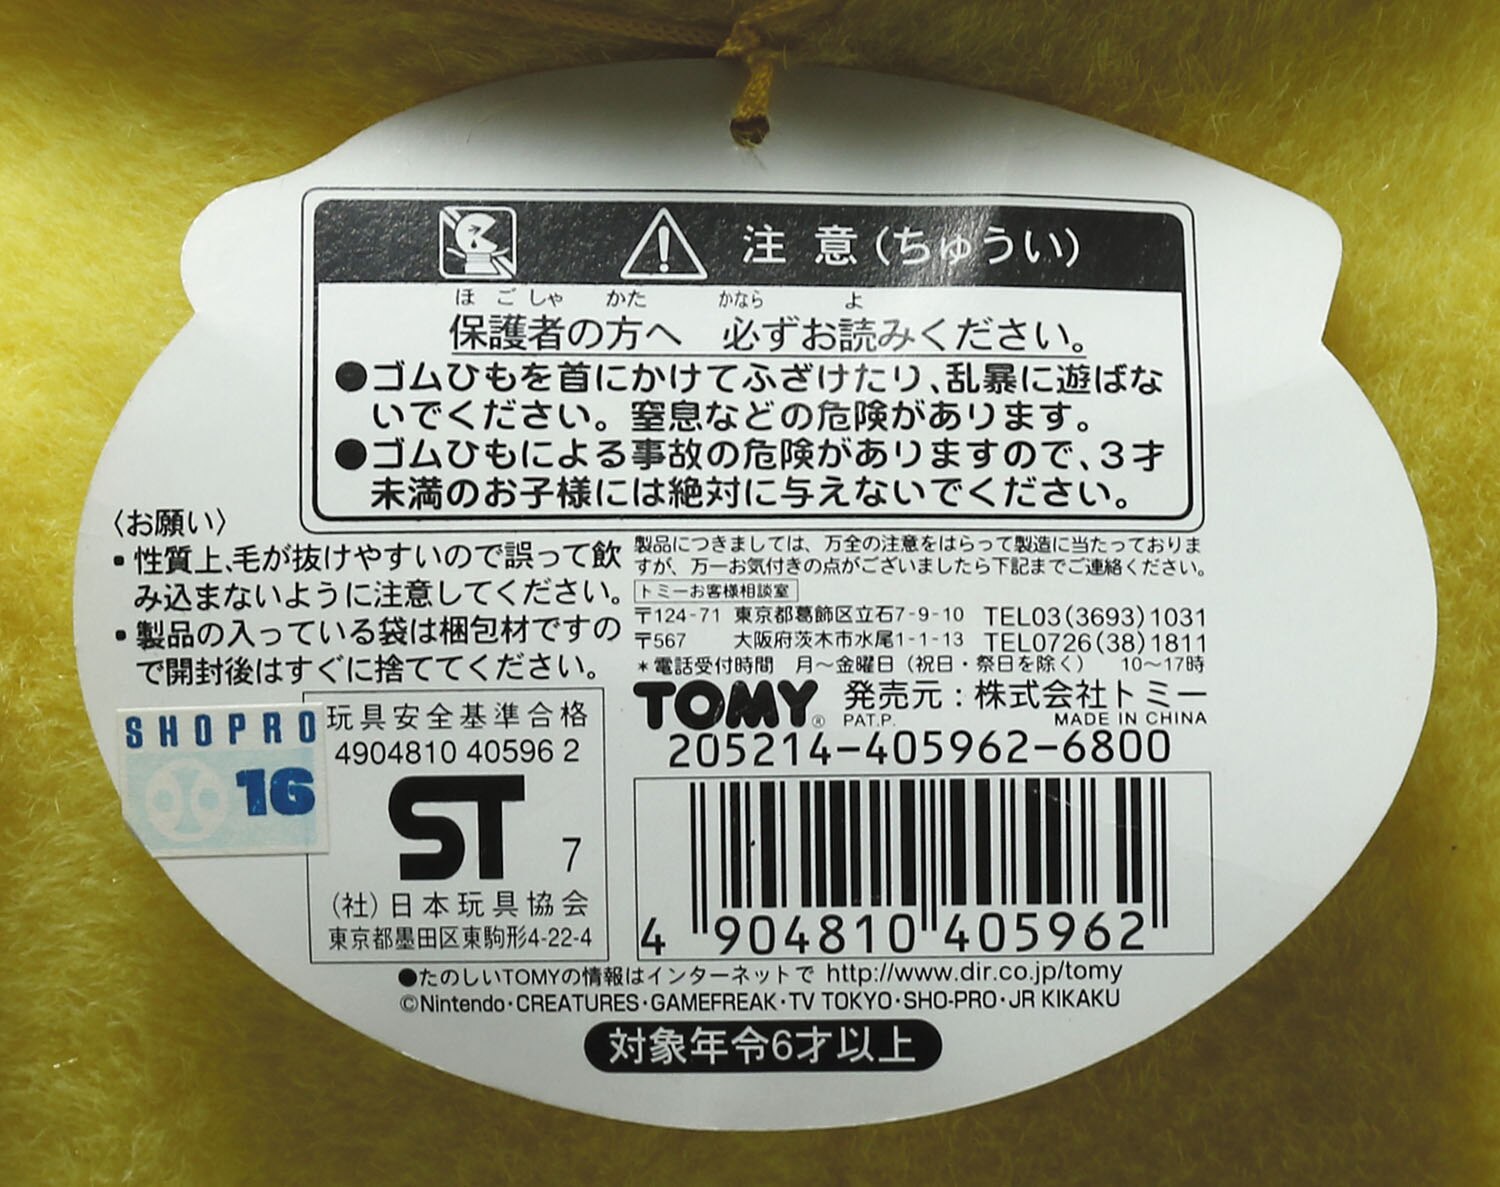 注意(ちゅうい)
ほごしゃ かた かなら よ
保護者の方へ 必ずお読みください。
●ゴムひもを首にかけてふざけたり、乱暴に遊ばな
いでください。窒息などの危険があります。
●ゴムひもによる事故の危険がありますので、3才
未満のお子様には絶対に与えないでください。
〈お願い〉
・性質上、毛が抜けやすいので誤って飲
み込まないように注意してください。
・製品の入っている袋は梱包材ですの
で開封後はすぐに捨ててください。
製品につきましては、万全の注意をはらって製造に当たっておりま
すが、万一お気付きの点がございましたら下記までご連絡ください。
トミーお客様相談室
〒124-71 東京都葛飾区立石7-9-10 TEL03(3693)1031
〒567 大阪府茨木市水尾1-1-13 TEL0726(38)1811
*電話受付時間 月〜金曜日(祝日・祭日を除く) 10〜17時
TOMY® 発売元:株式会社トミー
PAT.P. MADE IN CHINA
205214-405962-6800
SHOPRO
16
玩具安全基準合格
4904810 40596 2
ST 7
(社)日本玩具協会
東京都墨田区東駒形4-22-4
4 904810 405962
●たのしいTOMYの情報はインターネットで http://www.dir.co.jp/tomy
©Nintendo・CREATURES・GAMEFREAK・TV TOKYO・SHO-PRO・JR KIKAKU
対象年令6才以上